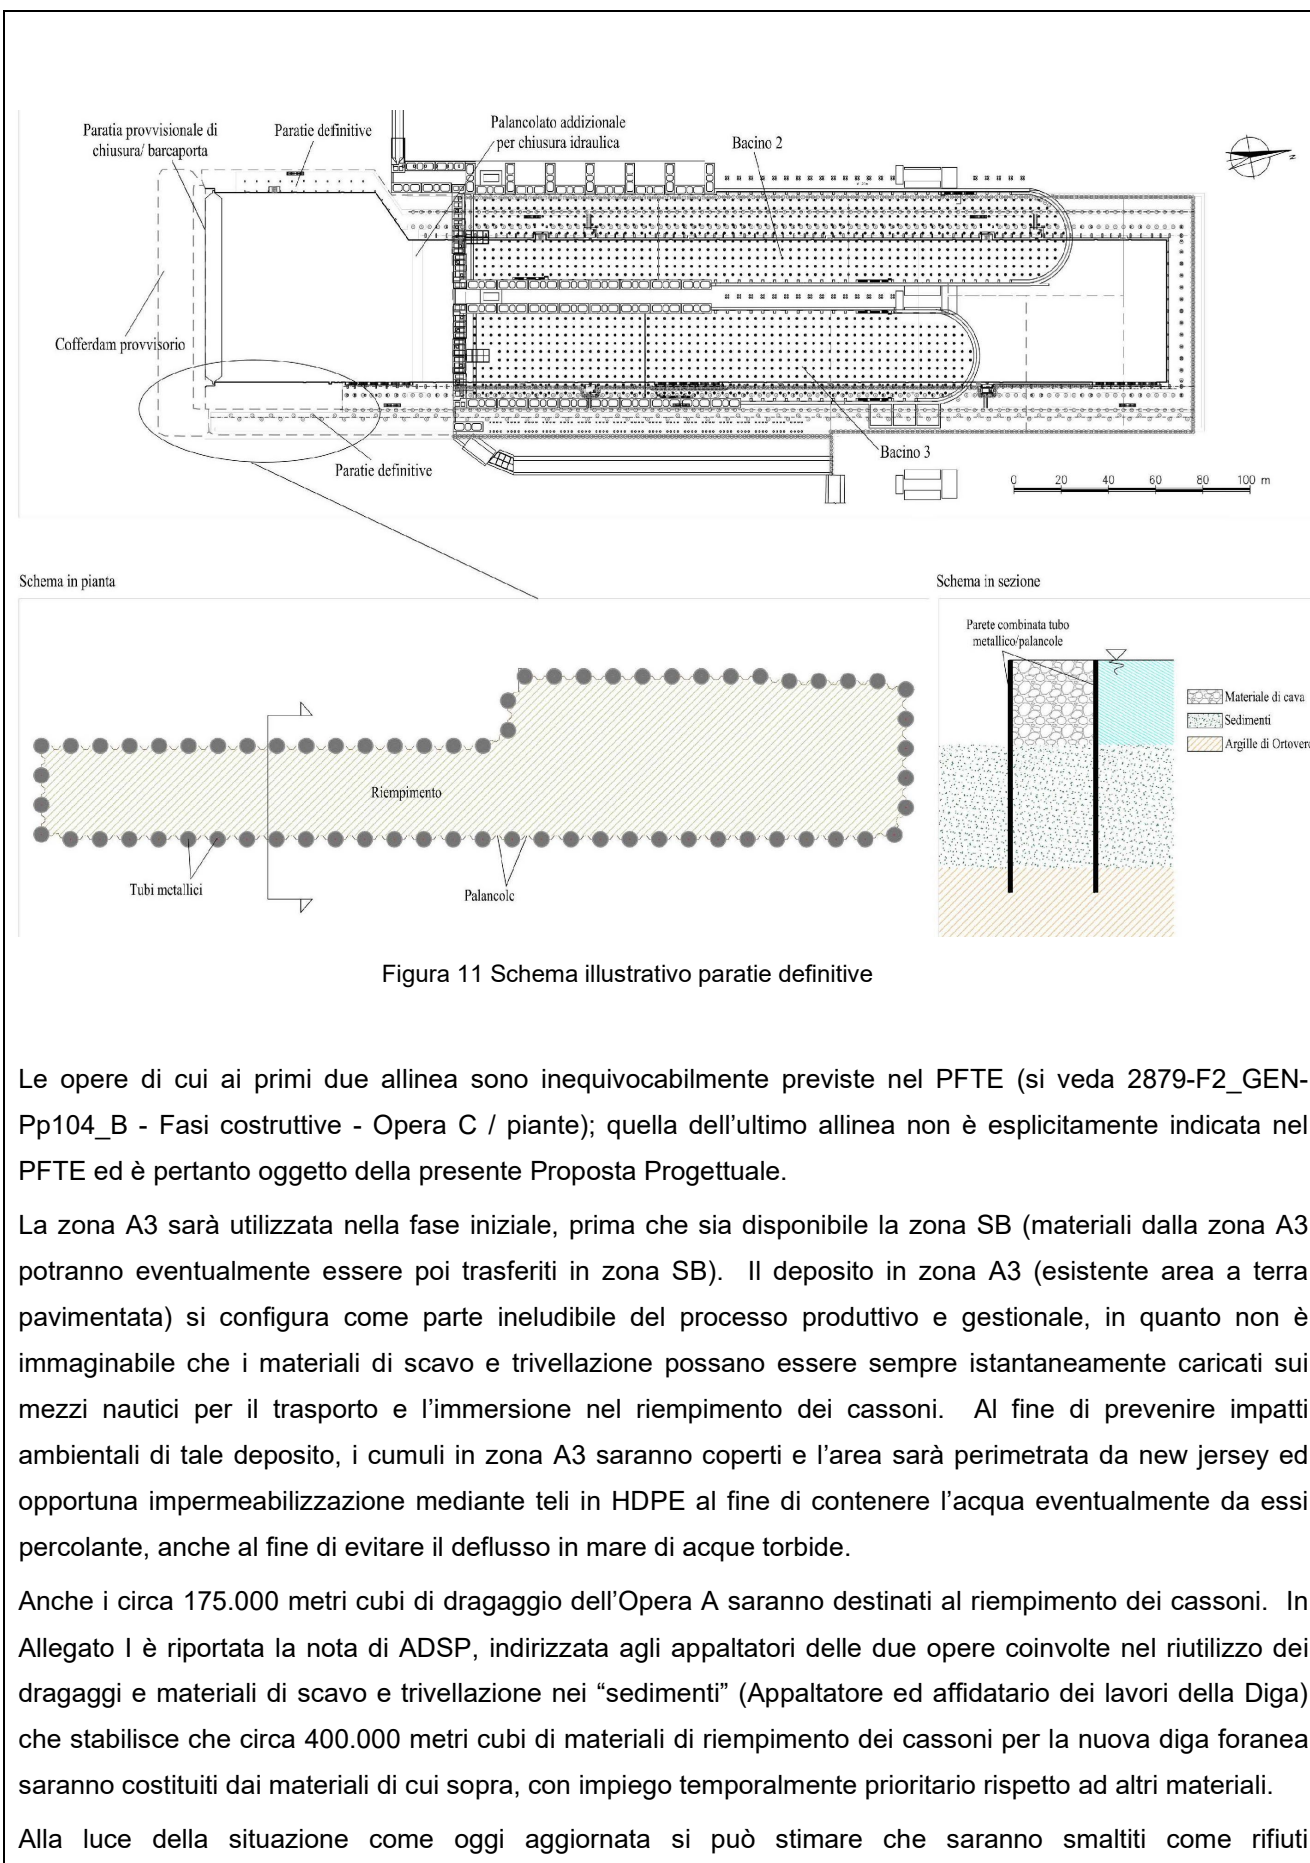 Paratia provvisionale di
chiusura/ barcaporta
Paratie definitive
Palancolato addizionale
per chiusura idraulica
Bacino 2
Cofferdam provvisorio
Paratie definitive
Bacino 3
0 20 40 60 80 100 m
Schema in pianta
Schema in sezione
Parete combinata tubo
metallico/palancole
Materiale di cava
Sedimenti
Argille di Ortovero
Riempimento
Tubi metallici
Palancole
Figura 11 Schema illustrativo paratie definitive
Le opere di cui ai primi due allinea sono inequivocabilmente previste nel PFTE (si veda 2879-F2_GEN-
Pp104_B - Fasi costruttive - Opera C / piante); quella dell’ultimo allinea non è esplicitamente indicata nel
PFTE ed è pertanto oggetto della presente Proposta Progettuale.
La zona A3 sarà utilizzata nella fase iniziale, prima che sia disponibile la zona SB (materiali dalla zona A3
potranno eventualmente essere poi trasferiti in zona SB). Il deposito in zona A3 (esistente area a terra
pavimentata) si configura come parte ineludibile del processo produttivo e gestionale, in quanto non è
immaginabile che i materiali di scavo e trivellazione possano essere sempre istantaneamente caricati sui
mezzi nautici per il trasporto e l’immersione nel riempimento dei cassoni. Al fine di prevenire impatti
ambientali di tale deposito, i cumuli in zona A3 saranno coperti e l’area sarà perimetrata da new jersey ed
opportuna impermeabilizzazione mediante teli in HDPE al fine di contenere l’acqua eventualmente da essi
percolante, anche al fine di evitare il deflusso in mare di acque torbide.
Anche i circa 175.000 metri cubi di dragaggio dell’Opera A saranno destinati al riempimento dei cassoni. In
Allegato I è riportata la nota di ADSP, indirizzata agli appaltatori delle due opere coinvolte nel riutilizzo dei
dragaggi e materiali di scavo e trivellazione nei “sedimenti” (Appaltatore ed affidatario dei lavori della Diga)
che stabilisce che circa 400.000 metri cubi di materiali di riempimento dei cassoni per la nuova diga foranea
saranno costituiti dai materiali di cui sopra, con impiego temporalmente prioritario rispetto ad altri materiali.
Alla luce della situazione come oggi aggiornata si può stimare che saranno smaltiti come rifiuti